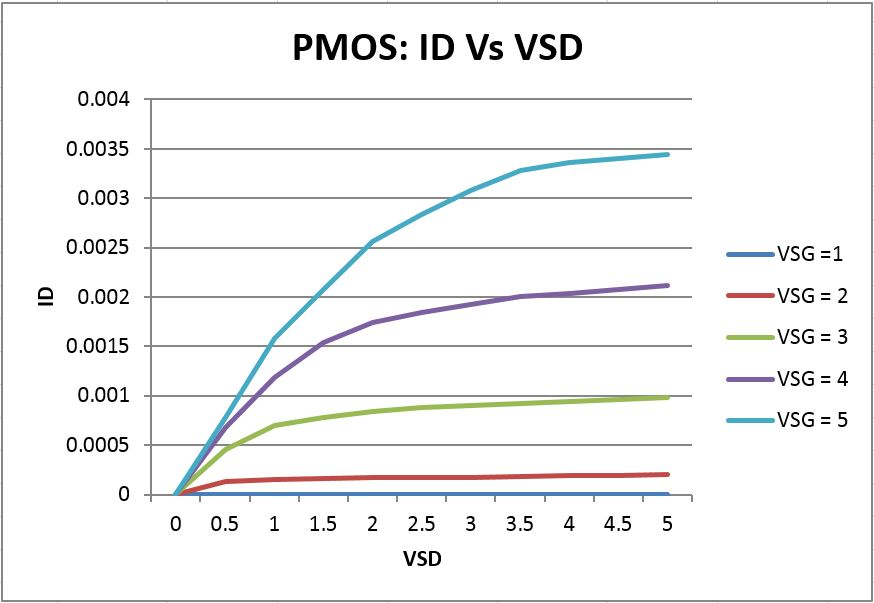 PMOS: ID Vs VSD
0.004
0.0035
0.003
0.0025
0.002
0.0015
0.001
0.0005
0
ID
0 0.5 1 1.5 2 2.5 3 3.5 4 4.5 5
VSD
VSG =1
VSG = 2
VSG = 3
VSG = 4
VSG = 5